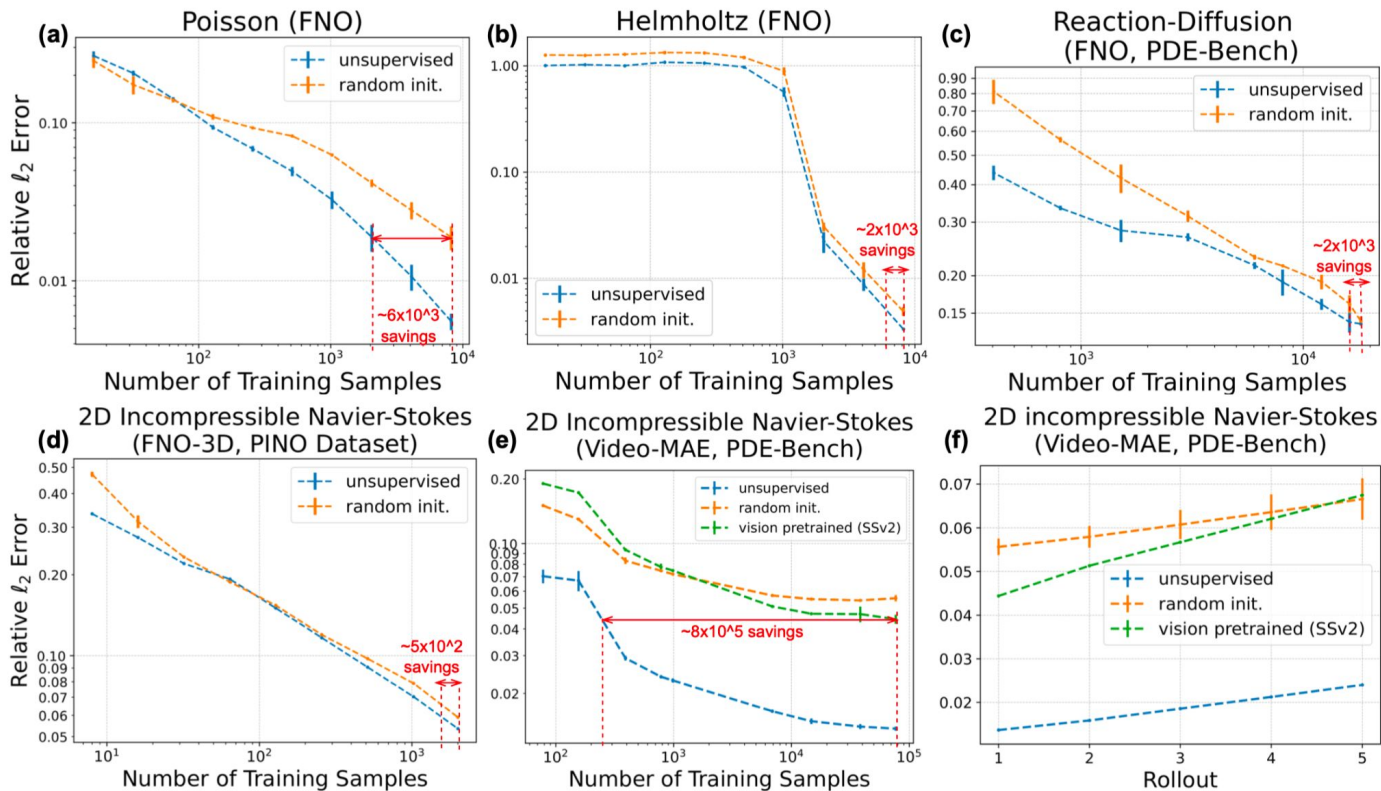 (a)
Poisson (FNO)
unsupervised
random init.
Relative ℓ2 Error
0.10
0.01
~6x10^3
savings
10^2
10^3
10^4
Number of Training Samples
(b)
Helmholtz (FNO)
1.00
0.10
0.01
~2x10^3
savings
unsupervised
random init.
10^2
10^3
10^4
Number of Training Samples
(c)
Reaction-Diffusion
(FNO, PDE-Bench)
0.90
0.80
0.70
0.60
0.50
0.40
0.30
0.20
0.15
unsupervised
random init.
~2x10^3
savings
10^3
10^4
Number of Training Samples
(d)
2D Incompressible Navier-Stokes
(FNO-3D, PINO Dataset)
unsupervised
random init.
Relative ℓ2 Error
0.50
0.40
0.30
0.20
0.10
0.09
0.08
0.07
0.06
0.05
~5x10^2
savings
10^1
10^2
10^3
Number of Training Samples
(e)
2D Incompressible Navier-Stokes
(Video-MAE, PDE-Bench)
unsupervised
random init.
vision pretrained (SSv2)
0.20
0.10
0.09
0.08
0.07
0.06
0.05
0.04
0.03
0.02
~8x10^5 savings
10^2
10^3
10^4
10^5
Number of Training Samples
(f)
2D incompressible Navier-Stokes
(Video-MAE, PDE-Bench)
0.07
0.06
0.05
0.04
0.03
0.02
unsupervised
random init.
vision pretrained (SSv2)
1
2
3
4
5
Rollout